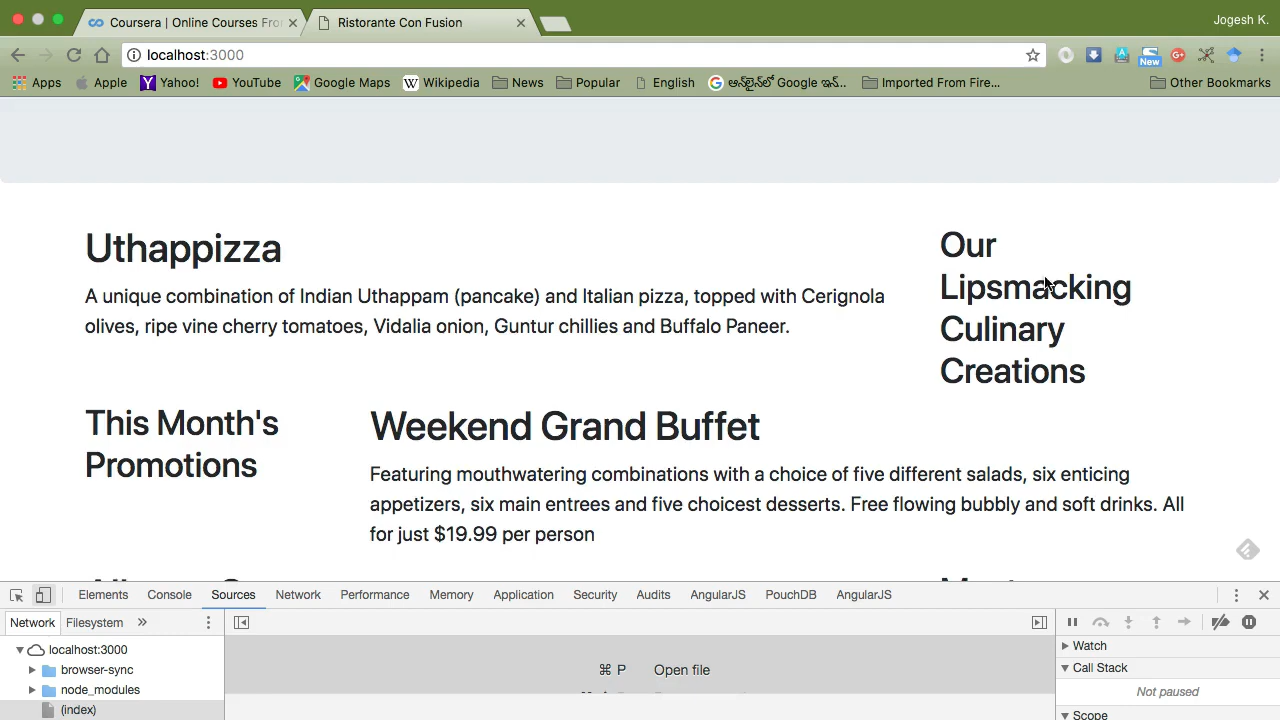 Coursera | Online Courses Fro
Ristorante Con Fusion
Jogesh K.
localhost:3000
New
Apps Apple Yahoo! YouTube Google Maps Wikipedia News Popular English ఆన్‌లైన్‌లో Google ఇన్... Imported From Fire... Other Bookmarks
Uthappizza
A unique combination of Indian Uthappam (pancake) and Italian pizza, topped with Cerignola
olives, ripe vine cherry tomatoes, Vidalia onion, Guntur chillies and Buffalo Paneer.
Our
Lipsmacking
Culinary
Creations
This Month's
Promotions
Weekend Grand Buffet
Featuring mouthwatering combinations with a choice of five different salads, six enticing
appetizers, six main entrees and five choicest desserts. Free flowing bubbly and soft drinks. All
for just $19.99 per person
Elements Console Sources Network Performance Memory Application Security Audits AngularJS PouchDB AngularJS
Network Filesystem »
localhost:3000
browser-sync
node_modules
(index)
⌘ P Open file
Watch
Call Stack
Not paused
Scope